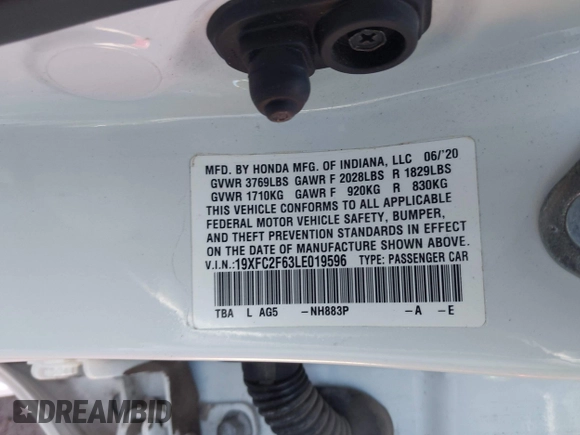 MFD. BY HONDA MFG. OF INDIANA, LLC 06/'20
GVWR 3769LBS GAWR F 2028LBS R 1829LBS
GVWR 1710KG GAWR F 920KG R 830KG
THIS VEHICLE CONFORMS TO ALL APPLICABLE
FEDERAL MOTOR VEHICLE SAFETY, BUMPER,
AND THEFT PREVENTION STANDARDS IN EFFECT
ON THE DATE OF MANUFACTURE SHOWN ABOVE.
V.I.N.:19XFC2F63LE019596 TYPE: PASSENGER CAR
TBA L AG5 -NH883P -A -E
DREAMBID